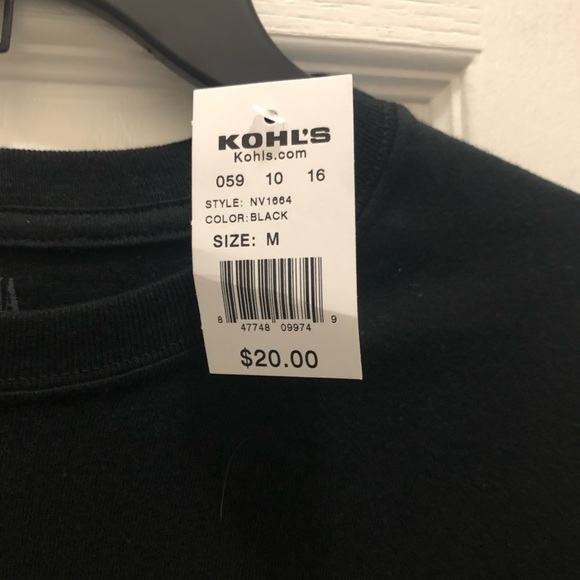 KOHL'S
Kohls.com
059 10 16
STYLE: NV1664
COLOR:BLACK
SIZE: M
8 47748 09974 9
$20.00